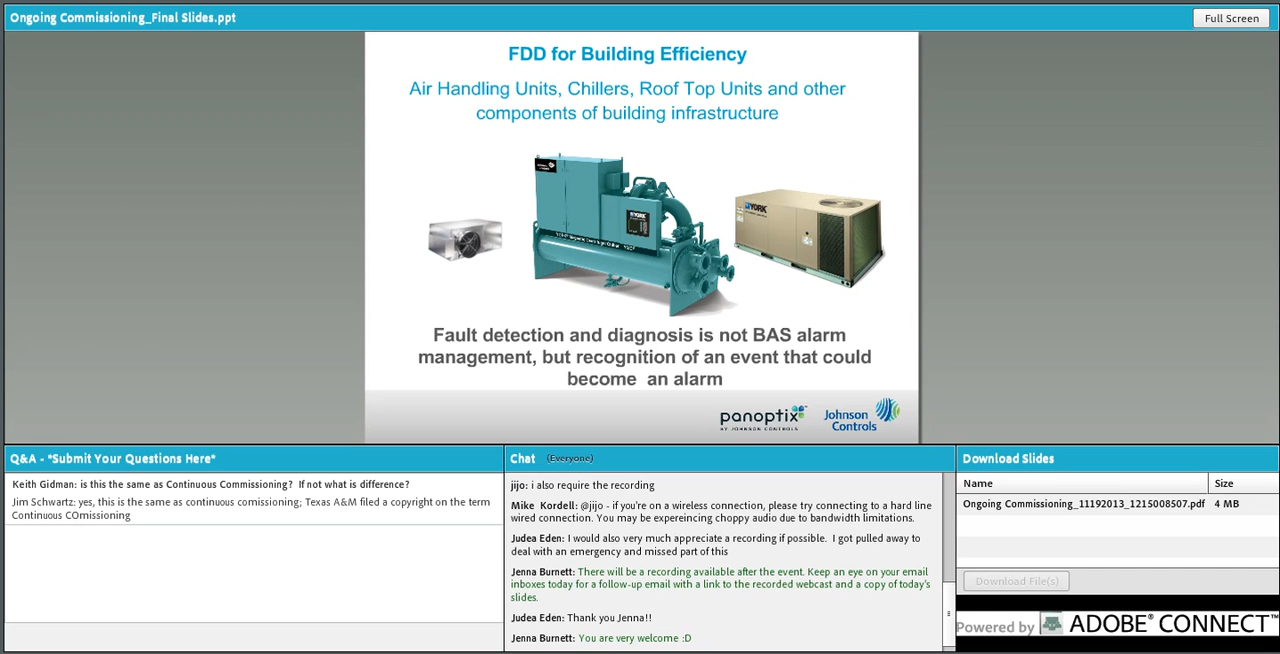 Ongoing Commissioning_Final Slides.ppt
Full Screen
FDD for Building Efficiency
Air Handling Units, Chillers, Roof Top Units and other
components of building infrastructure
YORK
YORK
Fault detection and diagnosis is not BAS alarm
management, but recognition of an event that could
become an alarm
panoptix™
BY JOHNSON CONTROLS
Johnson
Controls
Q&A - *Submit Your Questions Here*
Keith Gidman: is this the same as Continuous Commissioning? If not what is difference?
Jim Schwartz: yes, this is the same as continuous comissioning; Texas A&M filed a copyright on the term
Continuous COmissioning
Chat (Everyone)
jijo: i also require the recording
Mike Kordell: @jijo - if you're on a wireless connection, please try connecting to a hard line
wired connection. You may be expereincing choppy audio due to bandwidth limitations.
Judea Eden: I would also very much appreciate a recording if possible. I got pulled away to
deal with an emergency and missed part of this
Jenna Burnett: There will be a recording available after the event. Keep an eye on your email
inboxes today for a follow-up email with a link to the recorded webcast and a copy of today's
slides.
Judea Eden: Thank you Jenna!!
Jenna Burnett: You are very welcome :D
Download Slides
Name Size
Ongoing Commissioning_11192013_1215008507.pdf 4 MB
Download File(s)
Powered by ADOBE® CONNECT™